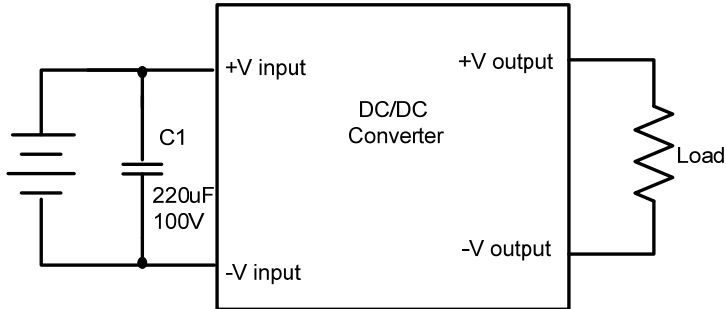 +V input
+V output
DC/DC
Converter
C1
Load
220uF
100V
-V output
-V input